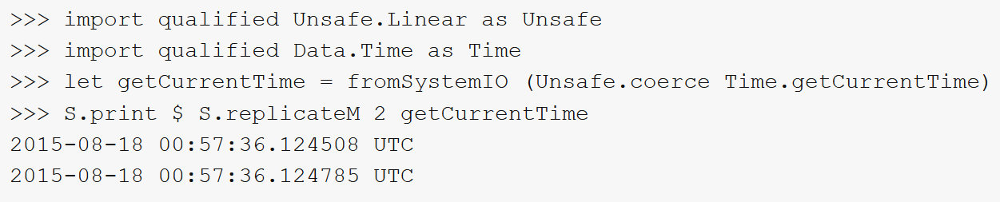 >>> import qualified Unsafe.Linear as Unsafe
>>> import qualified Data.Time as Time
>>> let getCurrentTime = fromSystemIO (Unsafe.coerce Time.getCurrentTime)
>>> S.print $ S.replicateM 2 getCurrentTime
2015-08-18 00:57:36.124508 UTC
2015-08-18 00:57:36.124785 UTC